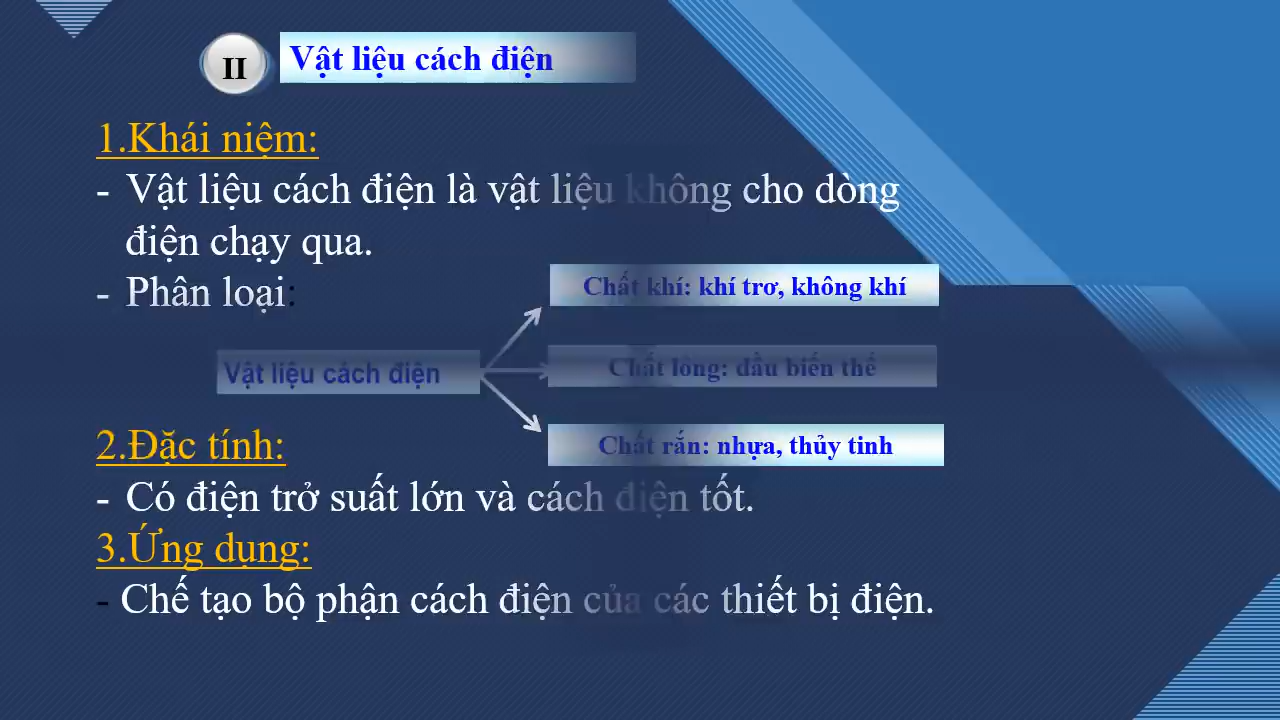 II
Vật liệu cách điện
1.Khái niệm:
- Vật liệu cách điện là vật liệu không cho dòng
điện chạy qua.
- Phân loại:
Chất khí: khí trơ, không khí
Vật liệu cách điện
Chất lỏng: dầu biến thế
Chất rắn: nhựa, thủy tinh
2.Đặc tính:
- Có điện trở suất lớn và cách điện tốt.
3.Ứng dụng:
- Chế tạo bộ phận cách điện của các thiết bị điện.